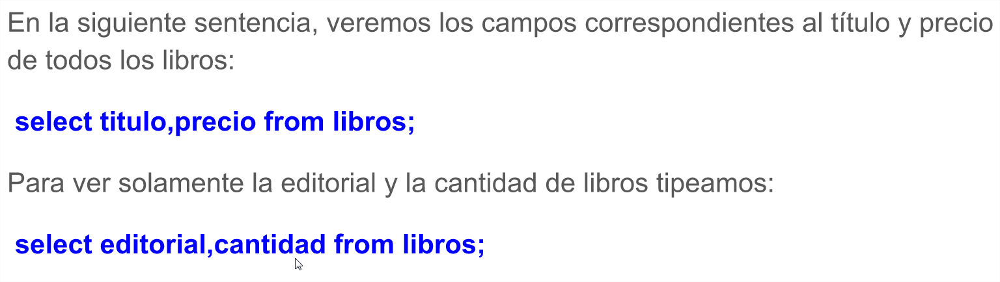 En la siguiente sentencia, veremos los campos correspondientes al título y precio
de todos los libros:
select titulo,precio from libros;
Para ver solamente la editorial y la cantidad de libros tipeamos:
select editorial,cantidad from libros;